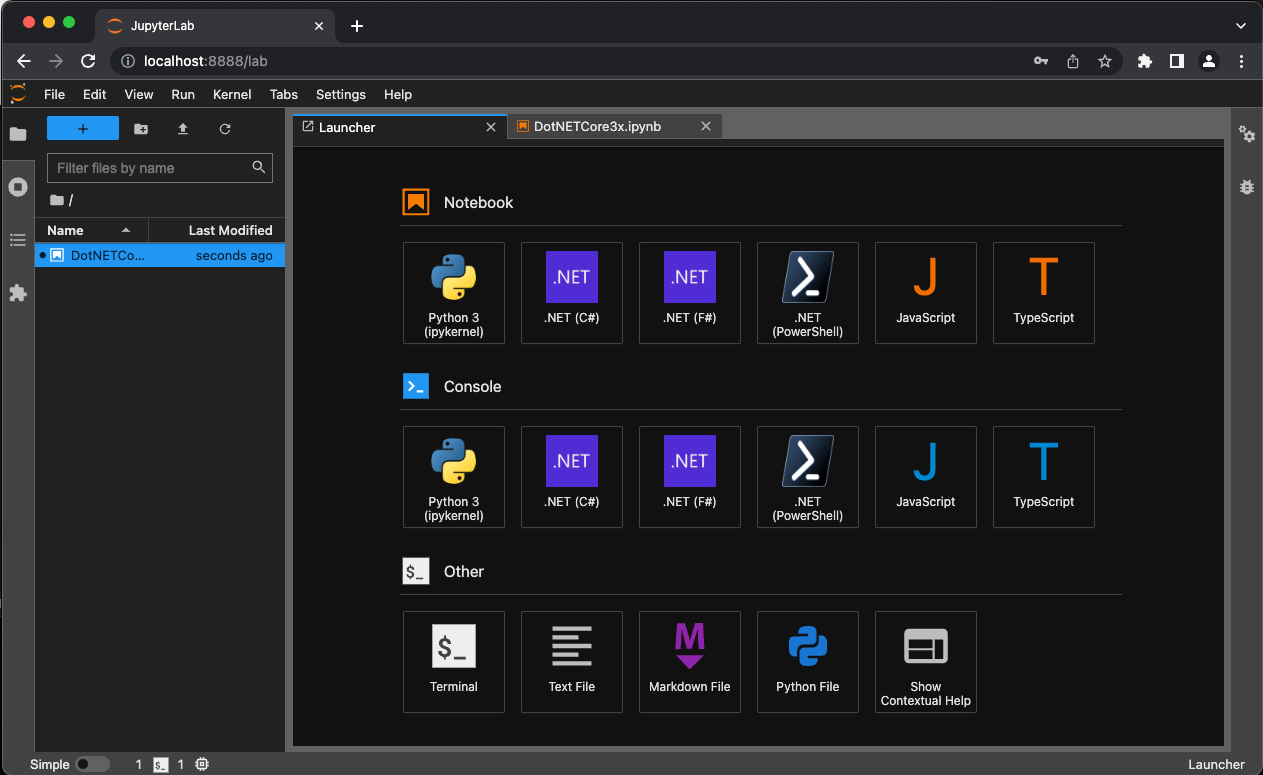 JupyterLab
localhost:8888/lab
File Edit View Run Kernel Tabs Settings Help
Launcher
DotNETCore3x.ipynb
Filter files by name
/
Name
Last Modified
DotNETCo...
seconds ago
Notebook
Python 3
(ipykernel)
.NET
.NET (C#)
.NET
.NET (F#)
.NET
(PowerShell)
J
JavaScript
T
TypeScript
Console
Python 3
(ipykernel)
.NET
.NET (C#)
.NET
.NET (F#)
.NET
(PowerShell)
J
JavaScript
T
TypeScript
$_
Other
$_
Terminal
Text File
M
Markdown File
Python File
Show
Contextual Help
Simple
1
$_
1
Launcher